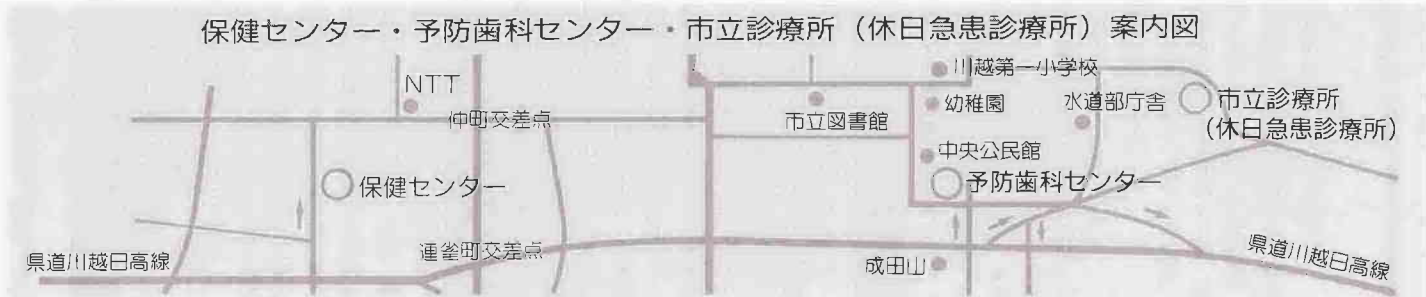 保健センター・予防歯科センター・市立診療所（休日急患診療所）案内図
NTT
仲町交差点
保健センター
連雀町交差点
県道川越日高線
川越第一小学校
幼稚園
市立図書館
中央公民館
予防歯科センター
水道部庁舎
市立診療所
（休日急患診療所）
成田山
県道川越日高線